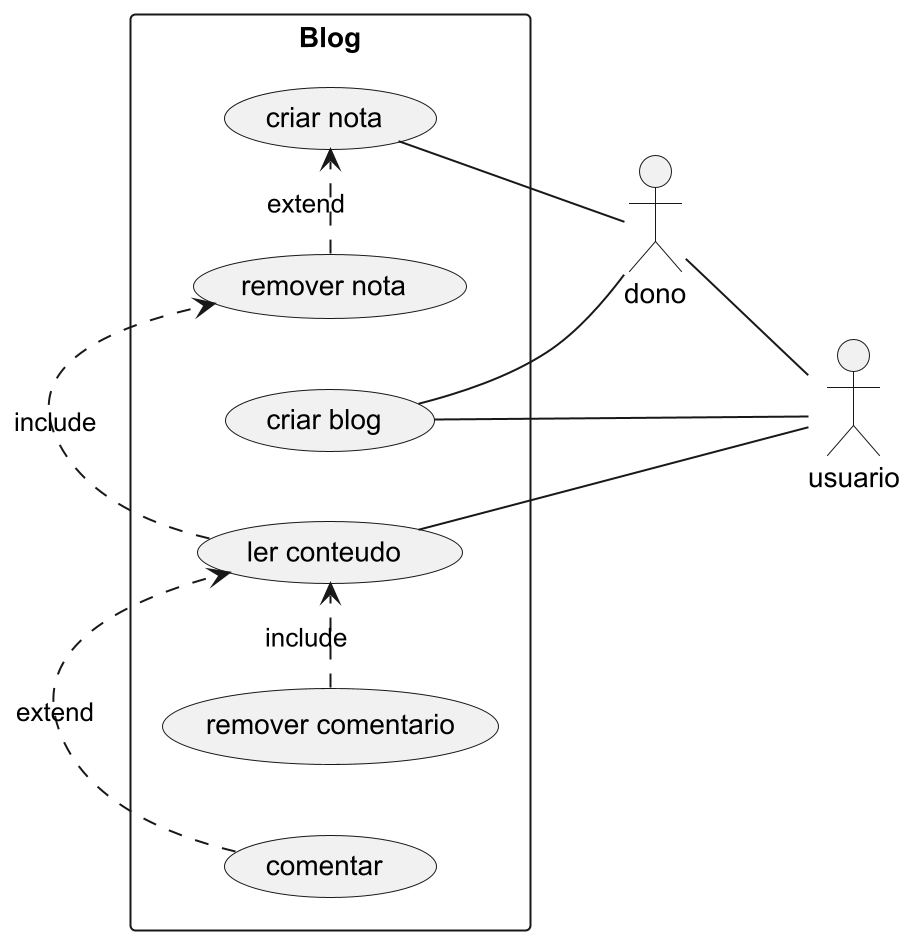 Blog
criar nota
extend
remover nota
dono
include
criar blog
usuario
ler conteudo
include
extend
remover comentario
comentar